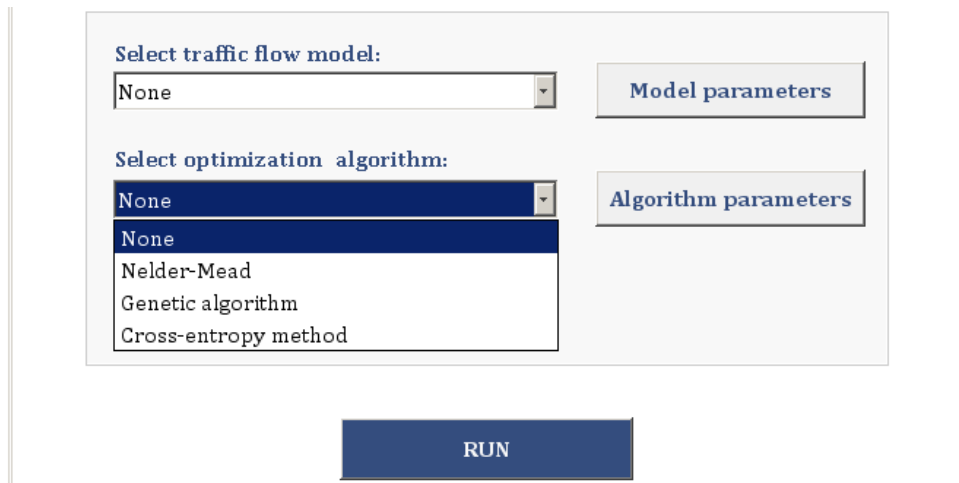 Select traffic flow model:
None
Model parameters
Select optimization algorithm:
None
Algorithm parameters
None
Nelder-Mead
Genetic algorithm
Cross-entropy method
RUN